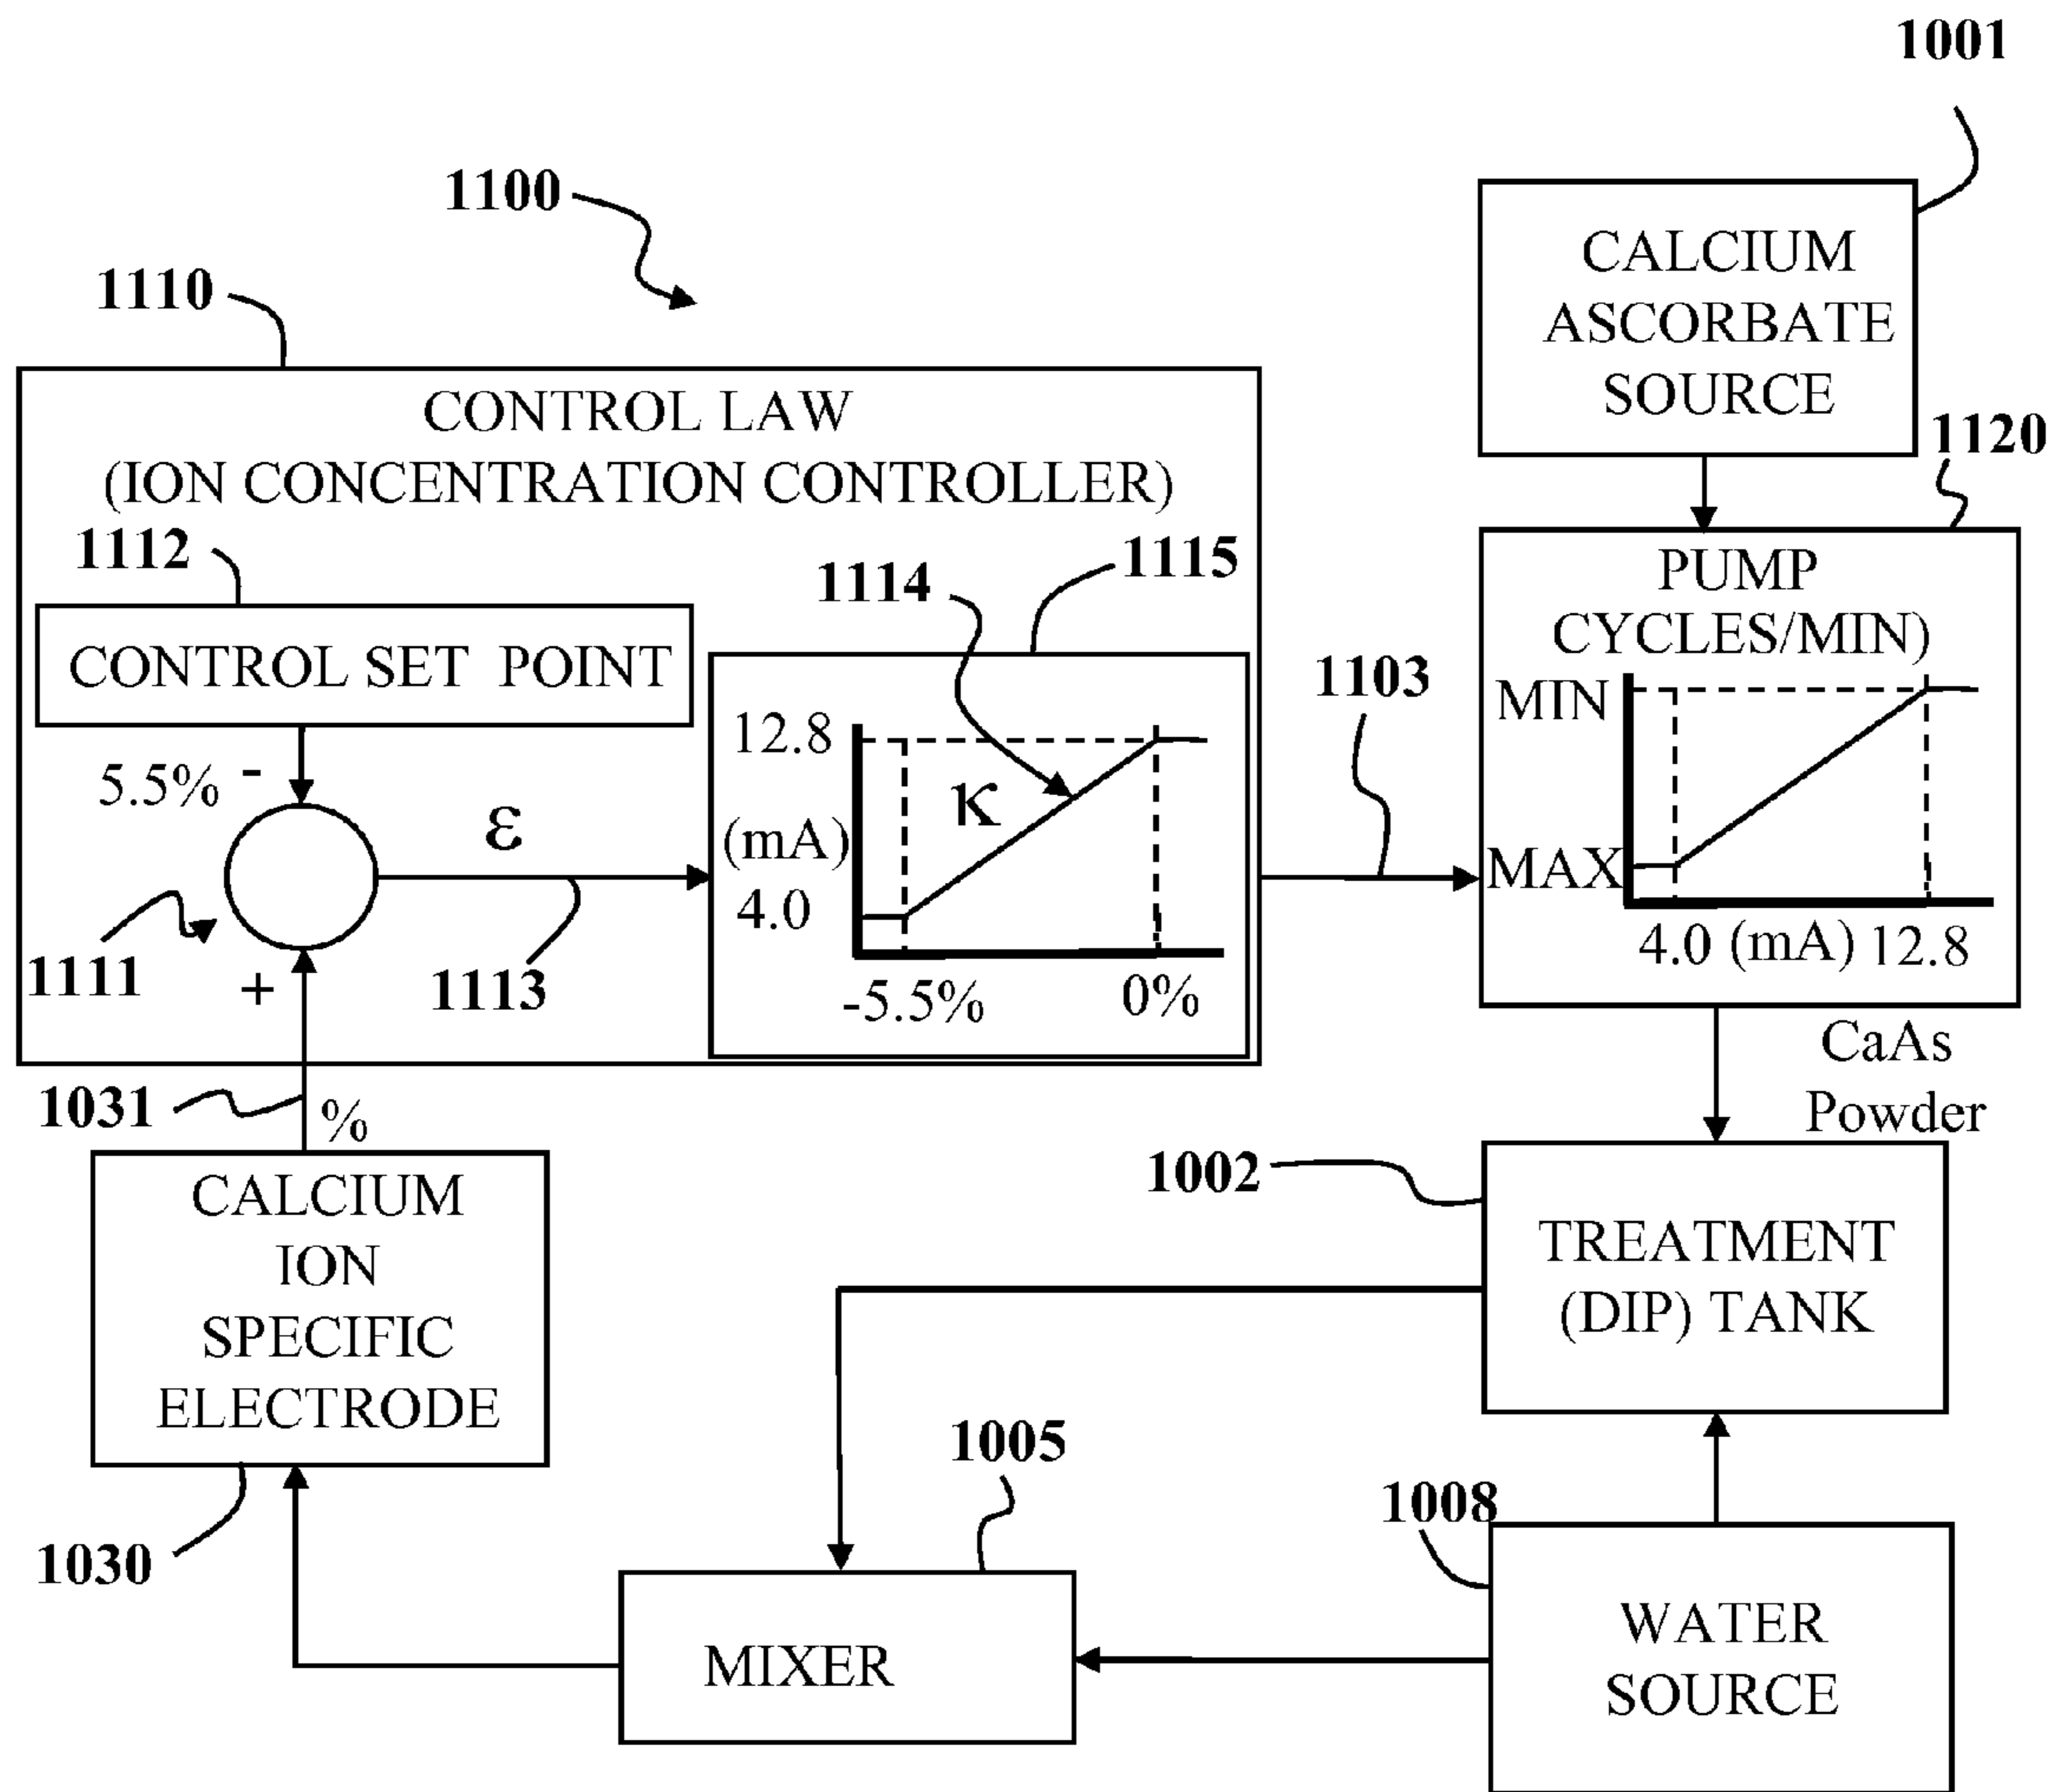 1001
1100
CALCIUM
ASCORBATE
SOURCE
1110
1120
CONTROL LAW
(ION CONCENTRATION CONTROLLER)
1112
1114
1115
CONTROL SET POINT
5.5% -
ε
12.8
(mA)
4.0
κ
-5.5% 0%
1111
+
1113
1103
PUMP
CYCLES/MIN)
MIN
MAX
4.0 (mA) 12.8
CaAs
Powder
1031
%
CALCIUM
ION
SPECIFIC
ELECTRODE
1030
1002
TREATMENT
(DIP) TANK
1005
MIXER
1008
WATER
SOURCE